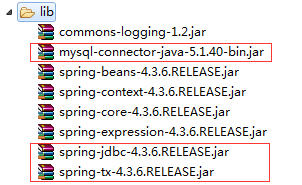 lib
commons-logging-1.2.jar
mysql-connector-java-5.1.40-bin.jar
spring-beans-4.3.6.RELEASE.jar
spring-context-4.3.6.RELEASE.jar
spring-core-4.3.6.RELEASE.jar
spring-expression-4.3.6.RELEASE.jar
spring-jdbc-4.3.6.RELEASE.jar
spring-tx-4.3.6.RELEASE.jar